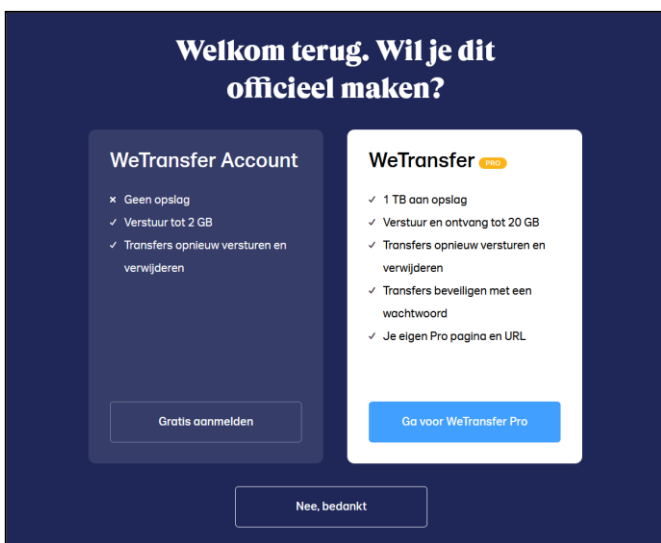 Welkom terug. Wil je dit
officieel maken?
WeTransfer Account
× Geen opslag
✓ Verstuur tot 2 GB
✓ Transfers opnieuw versturen en
verwijderen
Gratis aanmelden
WeTransfer PRO
✓ 1 TB aan opslag
✓ Verstuur en ontvang tot 20 GB
✓ Transfers opnieuw versturen en
verwijderen
✓ Transfers beveiligen met een
wachtwoord
✓ Je eigen Pro pagina en URL
Ga voor WeTransfer Pro
Nee, bedankt